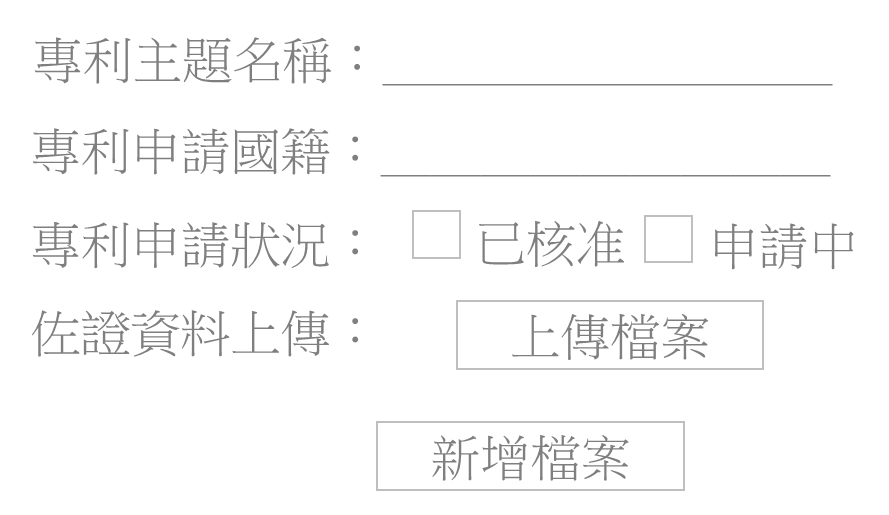 專利主題名稱：
專利申請國籍：
專利申請狀況： 已核准 申請中
佐證資料上傳： 上傳檔案
新增檔案